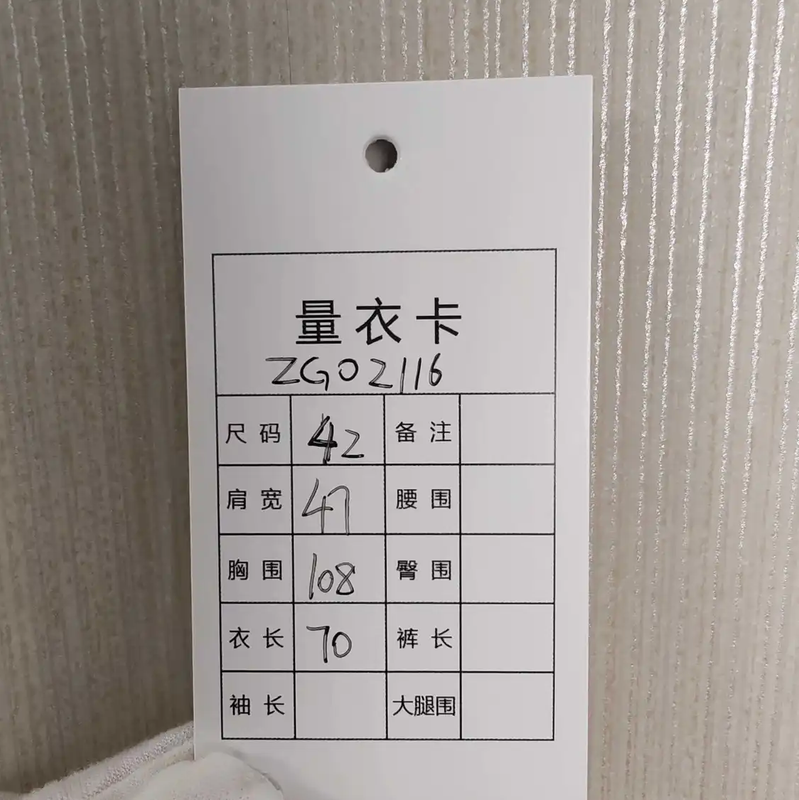 量衣卡
ZG02116
尺码 42 备注
肩宽 47 腰围
胸围 108 臀围
衣长 70 裤长
袖长 大腿围